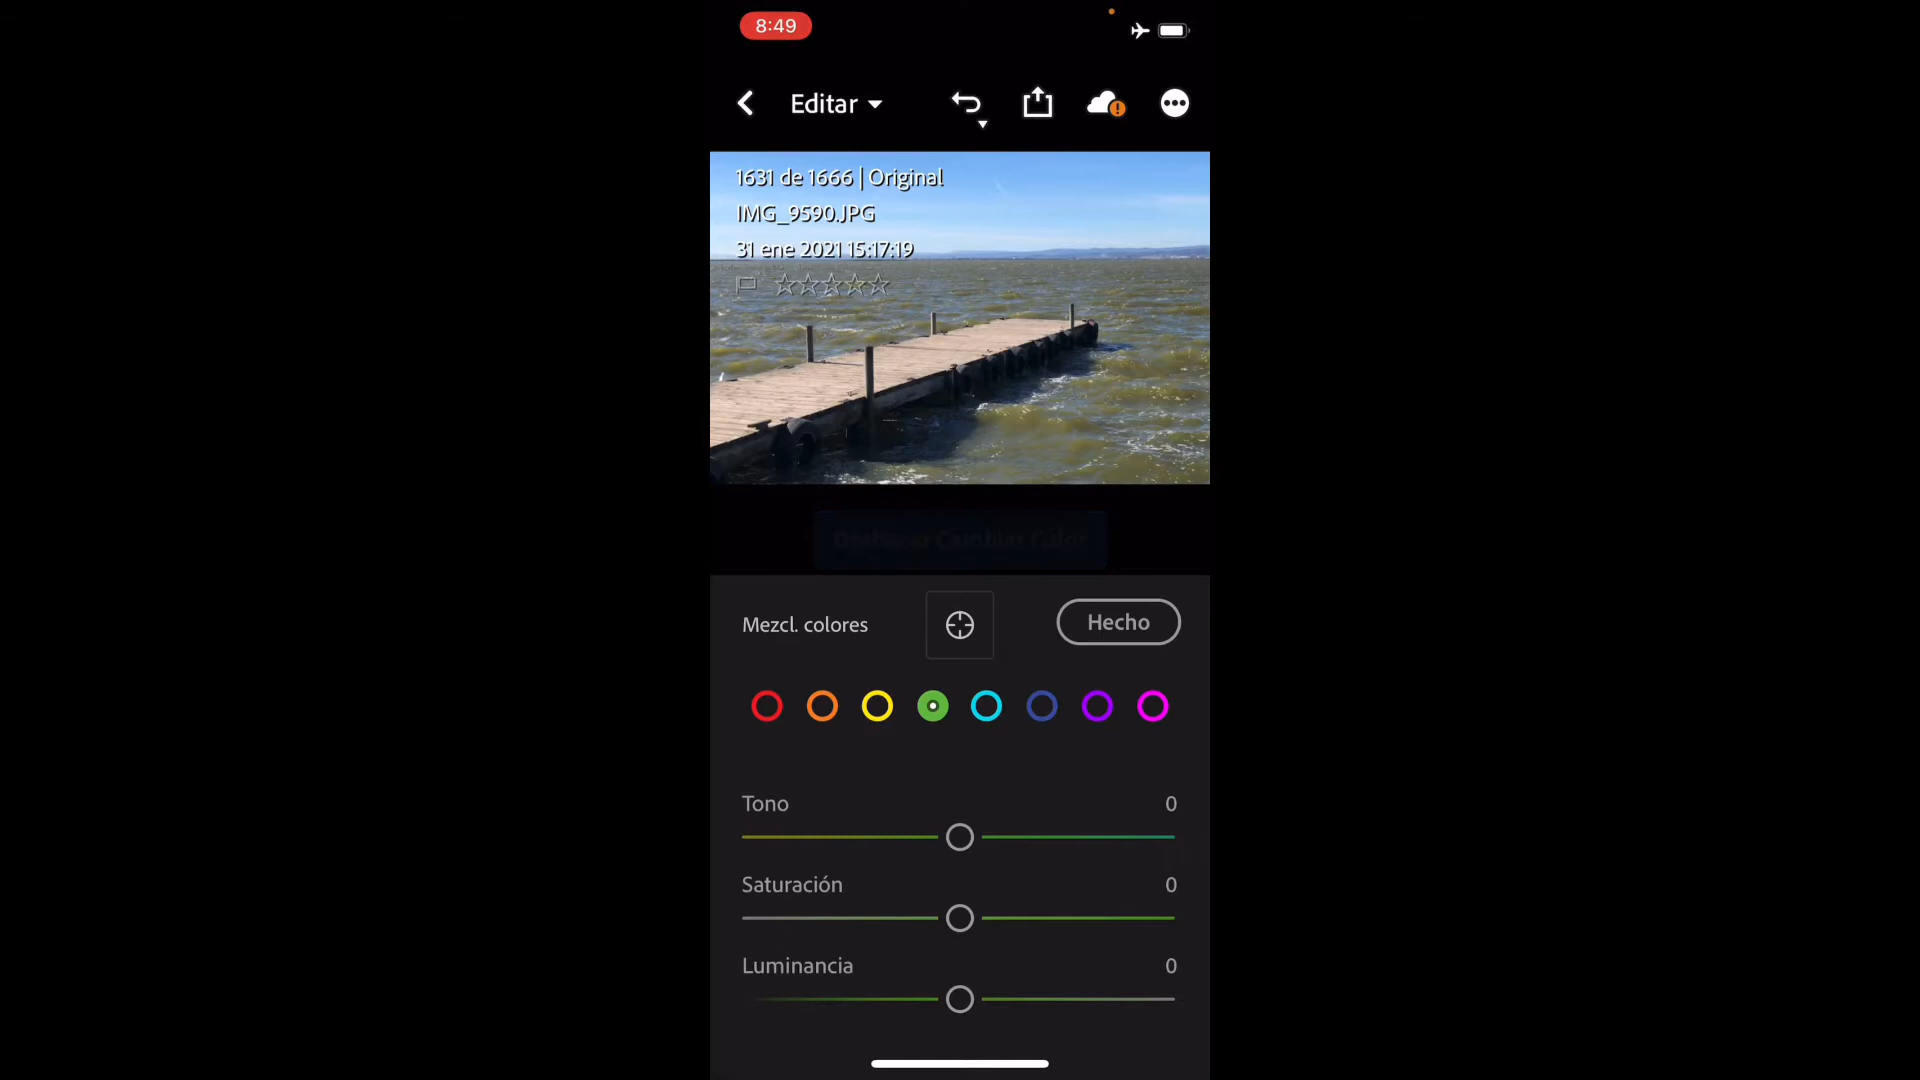 8:49
Editar
1631 de 1666 | Original
IMG_9590.JPG
31 ene 2021 15:17:19
Mezcl. colores
Hecho
Tono 0
Saturación 0
Luminancia 0